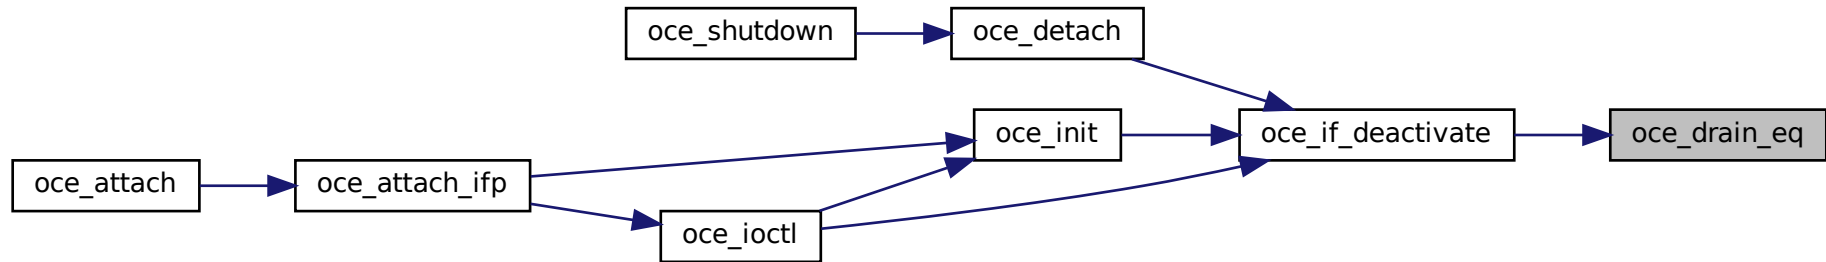 oce_shutdown
oce_detach
oce_init
oce_if_deactivate
oce_drain_eq
oce_attach
oce_attach_ifp
oce_ioctl